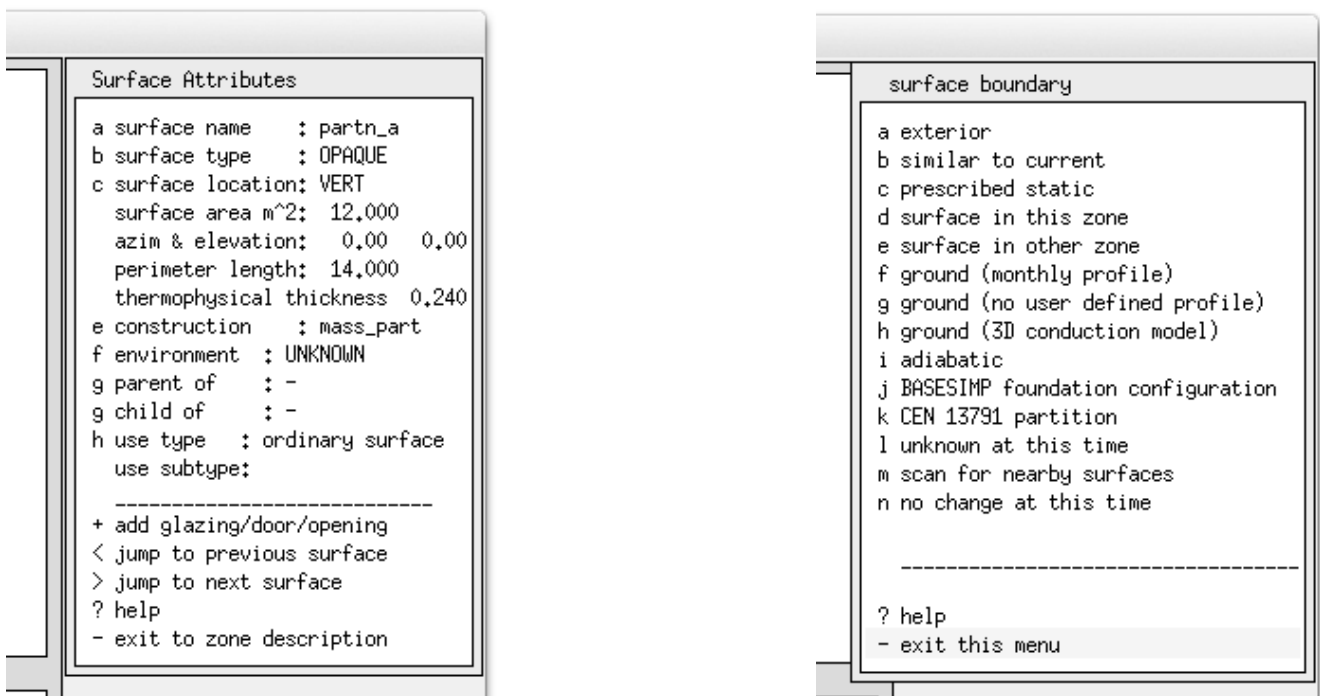 Surface Attributes
a surface name : partn_a
b surface type : OPAQUE
c surface location: VERT
surface area m^2: 12.000
azim & elevation: 0.00 0.00
perimeter length: 14.000
thermophysical thickness 0.240
e construction : mass_part
f environment : UNKNOWN
g parent of : -
g child of : -
h use type : ordinary surface
use subtype:
+ add glazing/door/opening
< jump to previous surface
> jump to next surface
? help
- exit to zone description
surface boundary
a exterior
b similar to current
c prescribed static
d surface in this zone
e surface in other zone
f ground (monthly profile)
g ground (no user defined profile)
h ground (3D conduction model)
i adiabatic
j BASESIMP foundation configuration
k CEN 13791 partition
l unknown at this time
m scan for nearby surfaces
n no change at this time
? help
- exit this menu